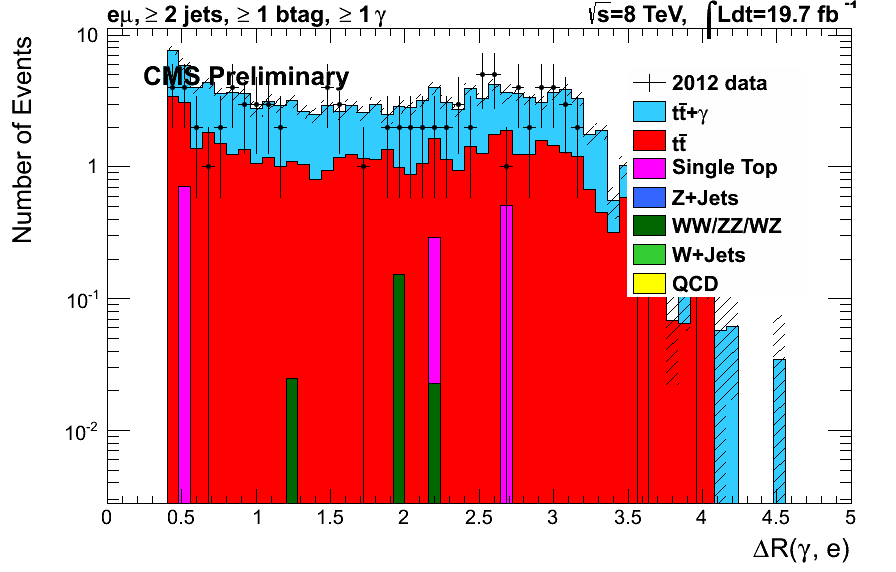 eμ, ≥ 2 jets, ≥ 1 btag, ≥ 1 γ
√s=8 TeV, ∫Ldt=19.7 fb⁻¹
CMS Preliminary
Number of Events
10
1
10⁻¹
10⁻²
2012 data
tt̄+γ
tt̄
Single Top
Z+Jets
WW/ZZ/WZ
W+Jets
QCD
0 0.5 1 1.5 2 2.5 3 3.5 4 4.5 5
ΔR(γ, e)